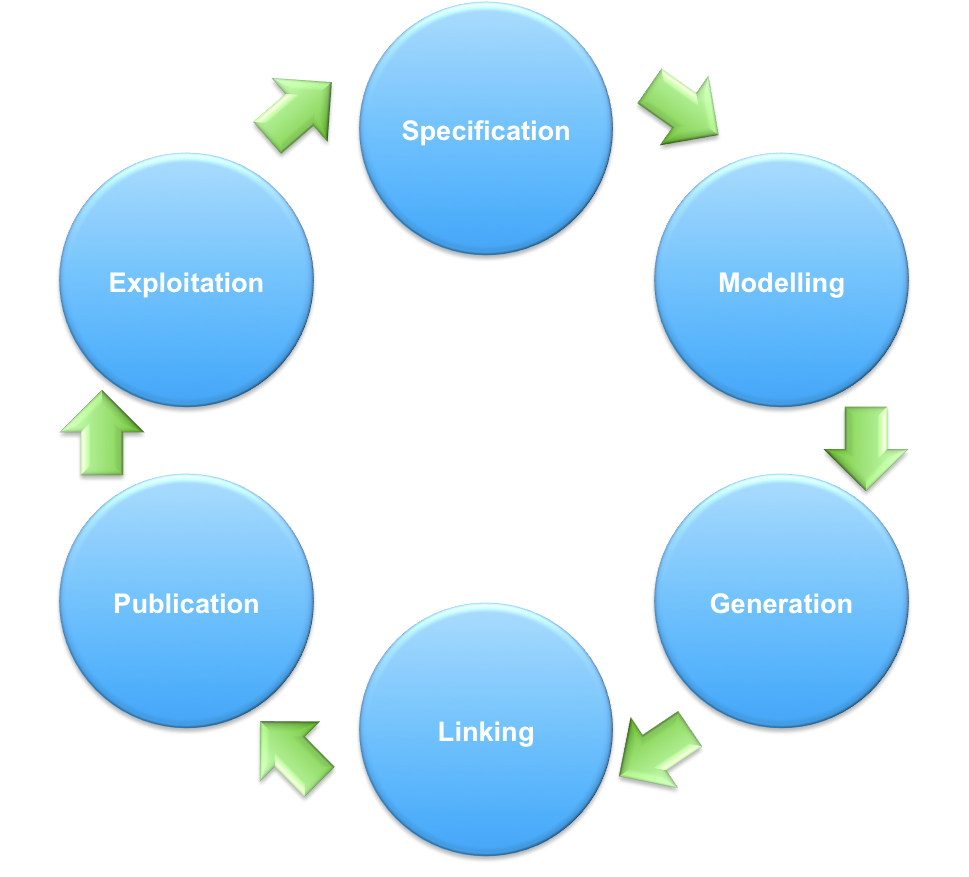 Specification
Modelling
Generation
Linking
Publication
Exploitation